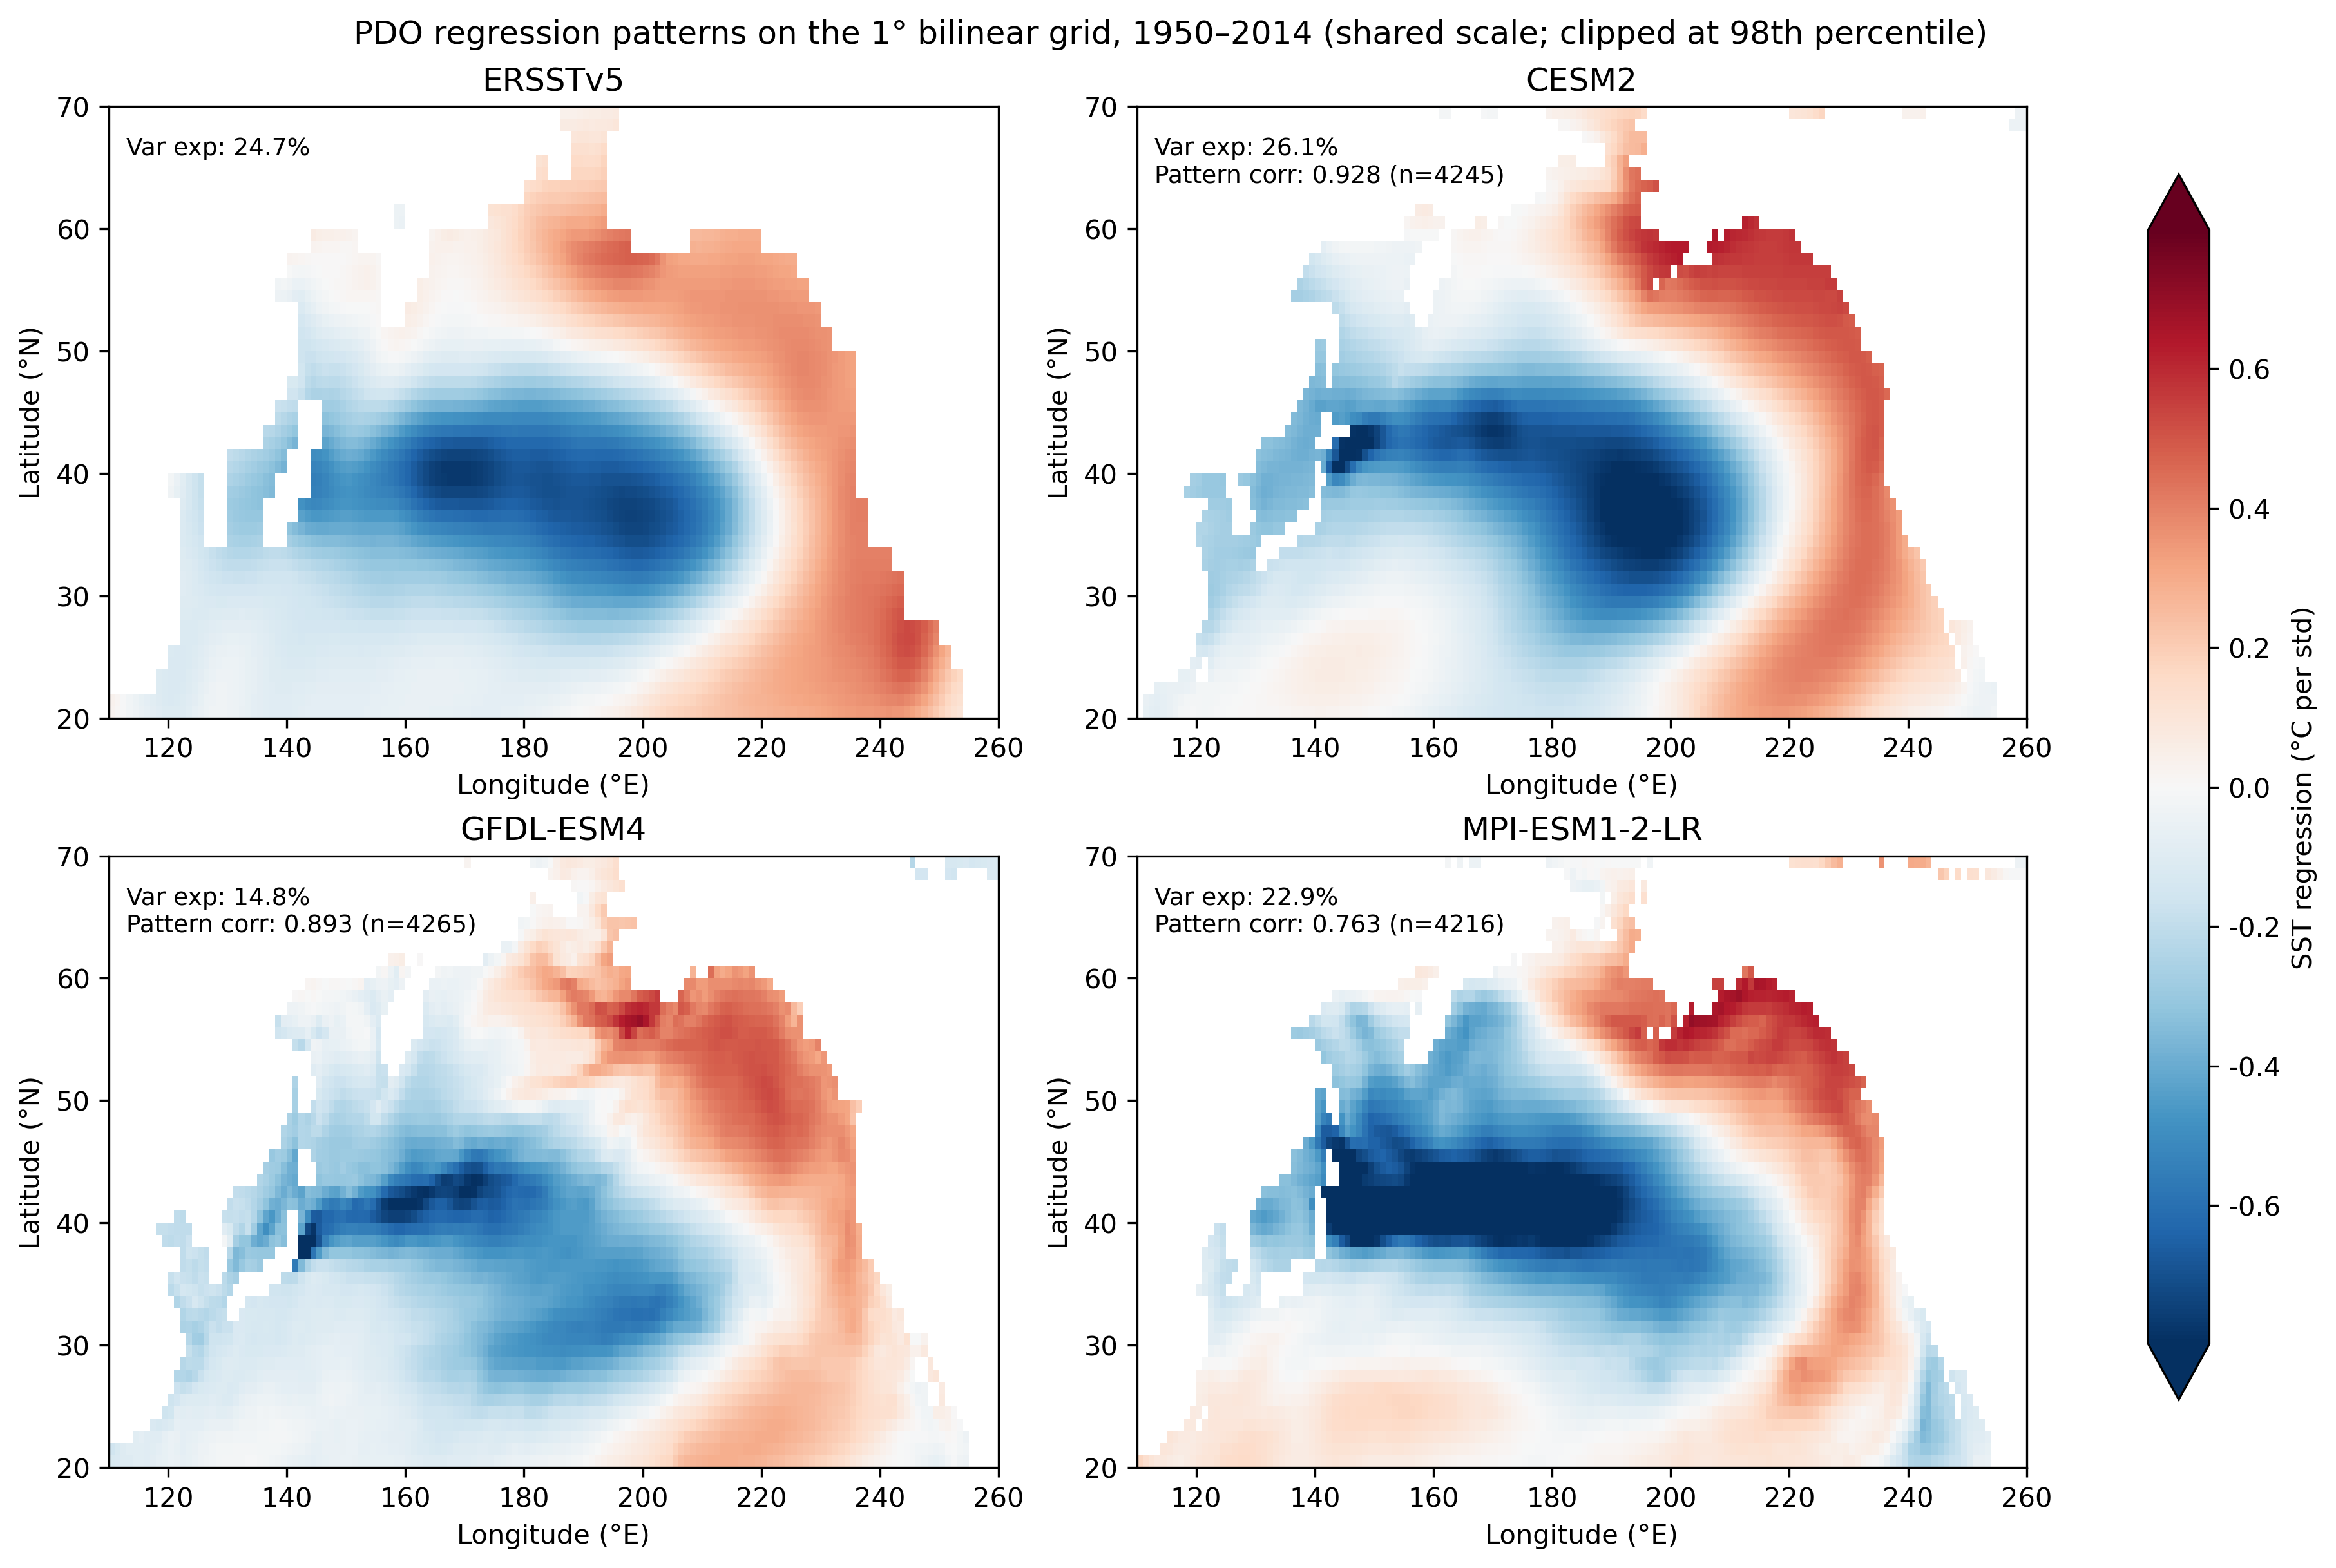 PDO regression patterns on the 1° bilinear grid, 1950–2014 (shared scale; clipped at 98th percentile)
ERSSTv5
Var exp: 24.7%
70
60
50
40
30
20
Latitude (°N)
120 140 160 180 200 220 240 260
Longitude (°E)
CESM2
Var exp: 26.1%
Pattern corr: 0.928 (n=4245)
70
60
50
40
30
20
Latitude (°N)
120 140 160 180 200 220 240 260
Longitude (°E)
GFDL-ESM4
Var exp: 14.8%
Pattern corr: 0.893 (n=4265)
70
60
50
40
30
20
Latitude (°N)
120 140 160 180 200 220 240 260
Longitude (°E)
MPI-ESM1-2-LR
Var exp: 22.9%
Pattern corr: 0.763 (n=4216)
70
60
50
40
30
20
Latitude (°N)
120 140 160 180 200 220 240 260
Longitude (°E)
0.6
0.4
0.2
0.0
-0.2
-0.4
-0.6
SST regression (°C per std)